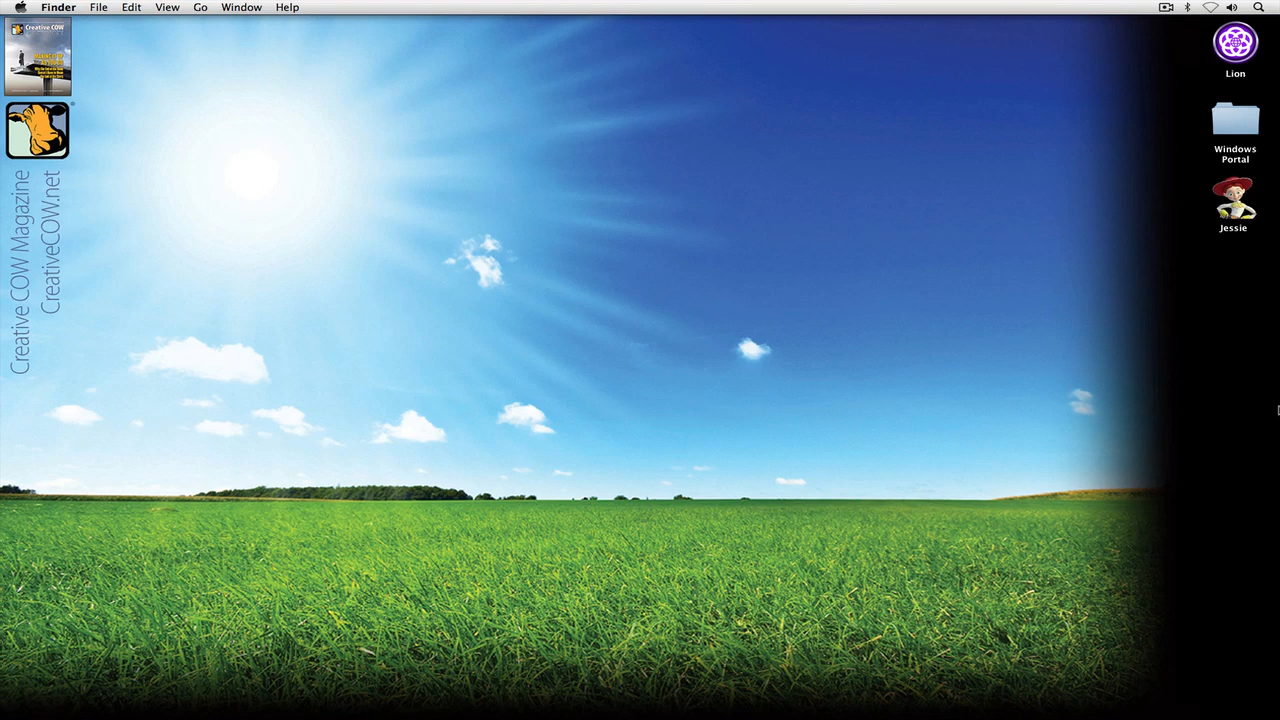 Finder File Edit View Go Window Help
Creative COW
Creative COW Magazine
CreativeCOW.net
Lion
Windows
Portal
Jessie